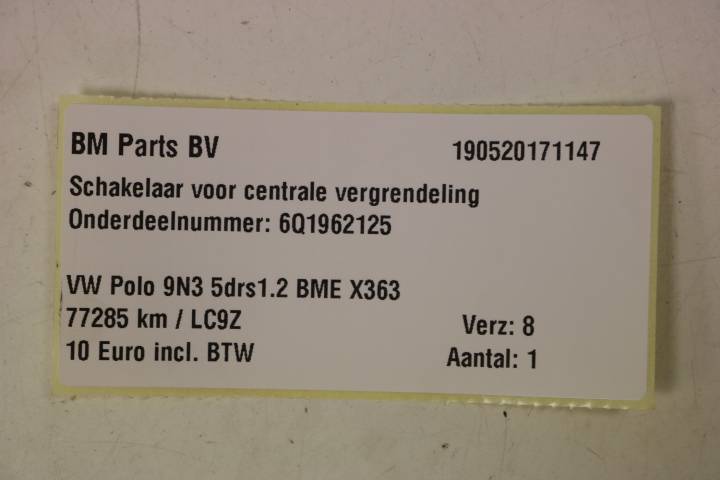 BM Parts BV 190520171147
Schakelaar voor centrale vergrendeling
Onderdeelnummer: 6Q1962125
VW Polo 9N3 5drs1.2 BME X363
77285 km / LC9Z Verz: 8
10 Euro incl. BTW Aantal: 1